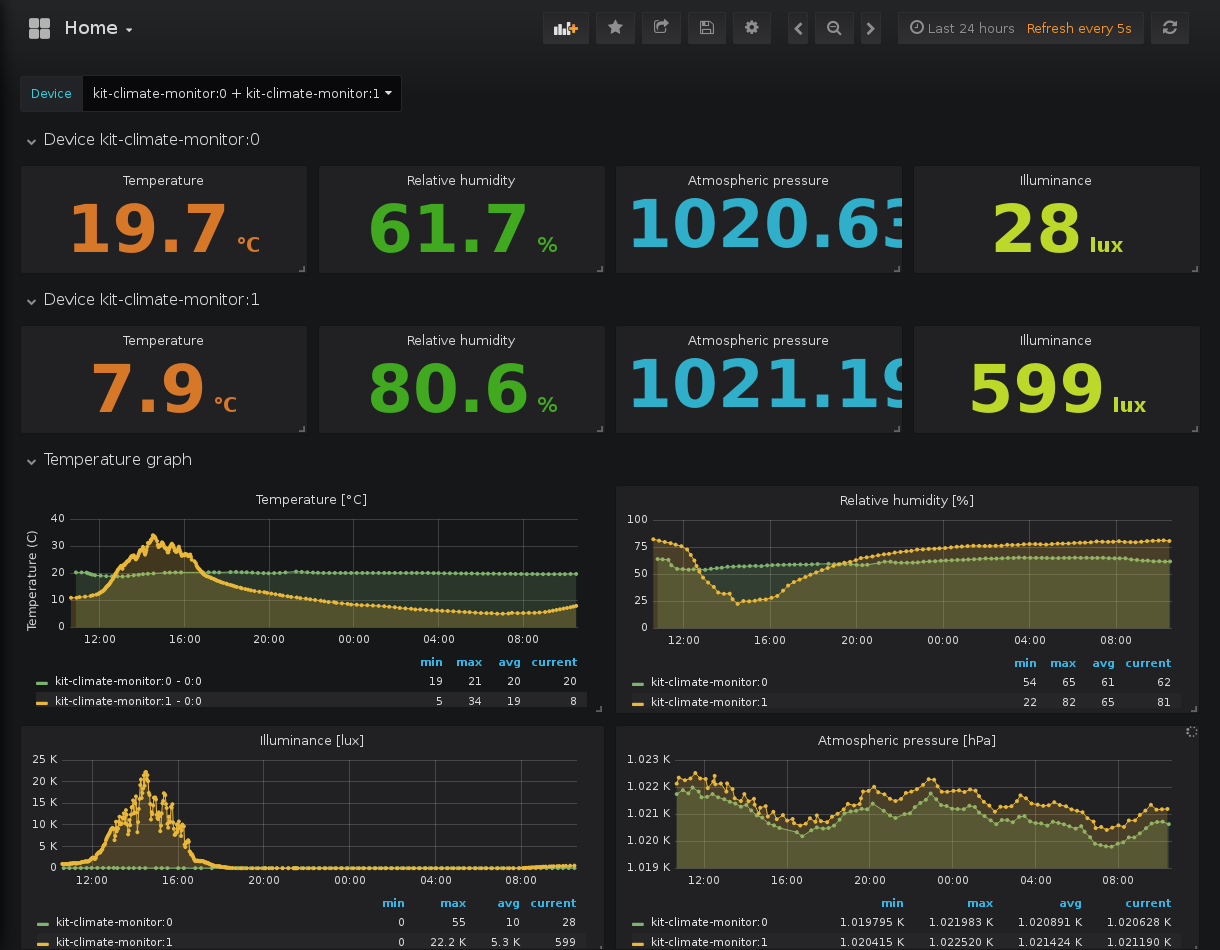 Home
Last 24 hours Refresh every 5s
Device kit-climate-monitor:0 + kit-climate-monitor:1
Device kit-climate-monitor:0
Temperature Relative humidity Atmospheric pressure Illuminance
19.7 °C 61.7 % 1020.63 28 lux
Device kit-climate-monitor:1
Temperature Relative humidity Atmospheric pressure Illuminance
7.9 °C 80.6 % 1021.19 599 lux
Temperature graph
Temperature [°C]
Temperature (C)
40
30
20
10
0
12:00 16:00 20:00 00:00 04:00 08:00
min max avg current
kit-climate-monitor:0 - 0:0 19 21 20 20
kit-climate-monitor:1 - 0:0 5 34 19 8
Relative humidity [%]
100
75
50
25
0
12:00 16:00 20:00 00:00 04:00 08:00
min max avg current
kit-climate-monitor:0 54 65 61 62
kit-climate-monitor:1 22 82 65 81
Illuminance [lux]
25 K
20 K
15 K
10 K
5 K
0
12:00 16:00 20:00 00:00 04:00 08:00
min max avg current
kit-climate-monitor:0 0 55 10 28
kit-climate-monitor:1 0 22.2 K 5.3 K 599
Atmospheric pressure [hPa]
1.023 K
1.022 K
1.021 K
1.020 K
1.019 K
12:00 16:00 20:00 00:00 04:00 08:00
min max avg current
kit-climate-monitor:0 1.019795 K 1.021983 K 1.020891 K 1.020628 K
kit-climate-monitor:1 1.020415 K 1.022520 K 1.021424 K 1.021190 K